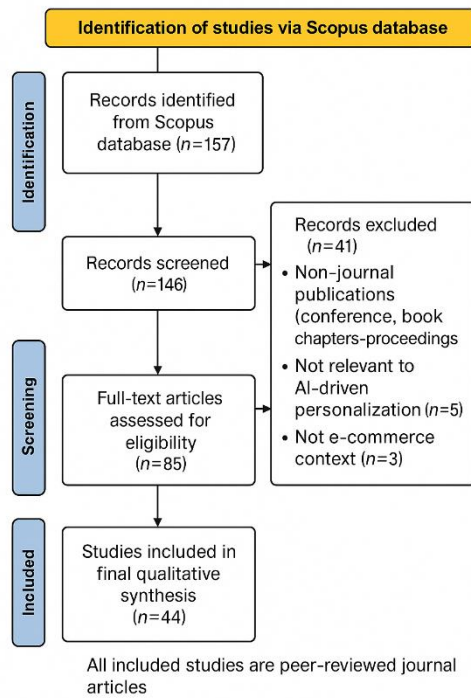 Identification of studies via Scopus database
Identification
Records identified
from Scopus
database (n=157)
Records screened
(n=146)
Records excluded
(n=41)
• Non-journal
publications
(conference, book
chapters-proceedings
• Not relevant to
AI-driven
personalization (n=5)
• Not e-commerce
context (n=3)
Screening
Full-text articles
assessed for
eligibility
(n=85)
Included
Studies included in
final qualitative
synthesis
(n=44)
All included studies are peer-reviewed journal
articles